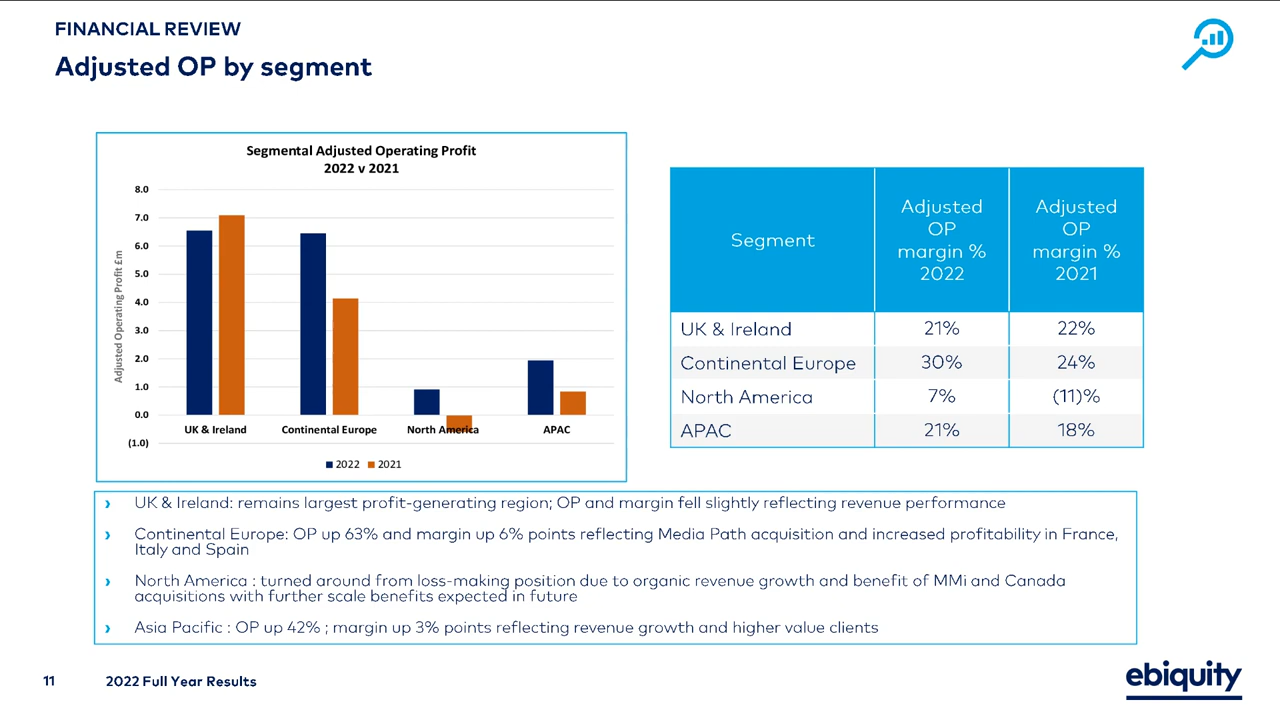 FINANCIAL REVIEW
Adjusted OP by segment
Segmental Adjusted Operating Profit
2022 v 2021
Adjusted Operating Profit £m
8.0
7.0
6.0
5.0
4.0
3.0
2.0
1.0
0.0
(1.0)
UK & Ireland Continental Europe North America APAC
2022 2021
Segment Adjusted OP margin % 2022 Adjusted OP margin % 2021
UK & Ireland 21% 22%
Continental Europe 30% 24%
North America 7% (11)%
APAC 21% 18%
› UK & Ireland: remains largest profit-generating region; OP and margin fell slightly reflecting revenue performance
› Continental Europe: OP up 63% and margin up 6% points reflecting Media Path acquisition and increased profitability in France,
Italy and Spain
› North America : turned around from loss-making position due to organic revenue growth and benefit of MMi and Canada
acquisitions with further scale benefits expected in future
› Asia Pacific : OP up 42% ; margin up 3% points reflecting revenue growth and higher value clients
11 2022 Full Year Results
ebiquity